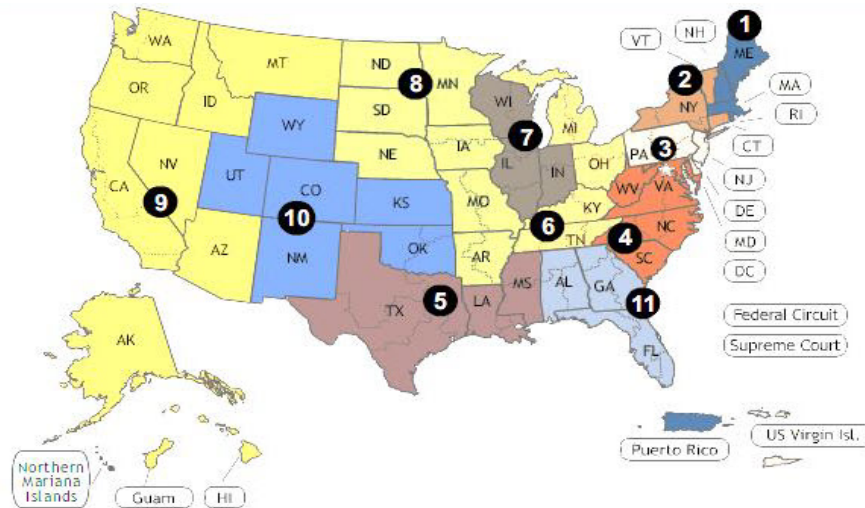 1
ME
NH
VT
2
WA
MT
ND
8
MN
MA
NY
OR
ID
SD
WI
MI
RI
WY
7
CT
PA
3
IA
NE
OH
NJ
NV
IL
IN
UT
DE
CA
CO
WV
VA
KS
MO
KY
9
10
6
MD
NC
TN
4
OK
AZ
NM
AR
SC
DC
MS
AL
GA
TX
5
LA
11
Federal Circuit
AK
Supreme Court
FL
US Virgin Isl.
Puerto Rico
Northern
Mariana
Islands
Guam
HI